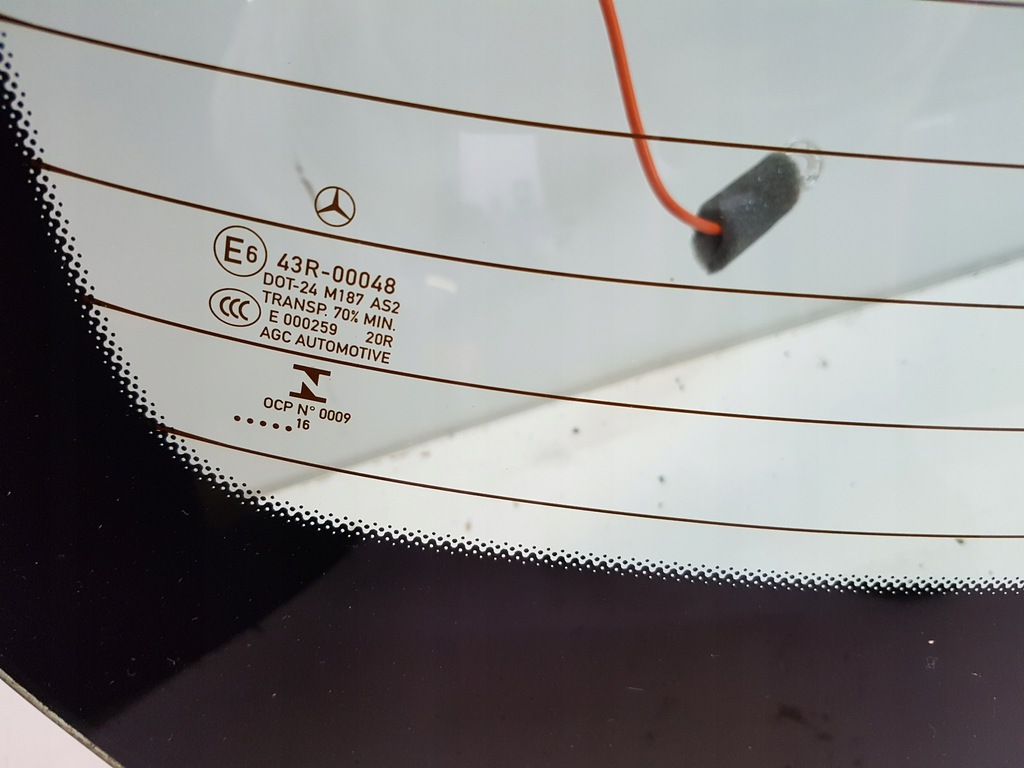 E6 43R-00048
DOT-24 M187 AS2
CCC TRANSP. 70% MIN.
E 000259 20R
AGC AUTOMOTIVE
N
OCP N° 0009
.....16